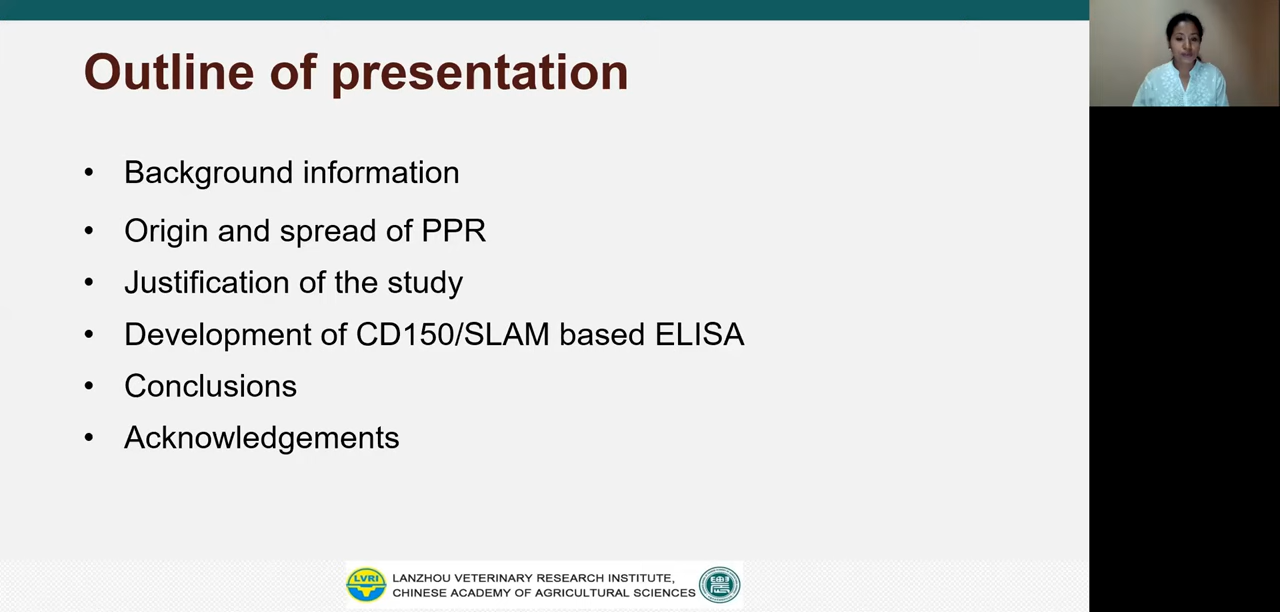 Outline of presentation
• Background information
• Origin and spread of PPR
• Justification of the study
• Development of CD150/SLAM based ELISA
• Conclusions
• Acknowledgements
LVRI
LANZHOU VETERINARY RESEARCH INSTITUTE,
CHINESE ACADEMY OF AGRICULTURAL SCIENCES